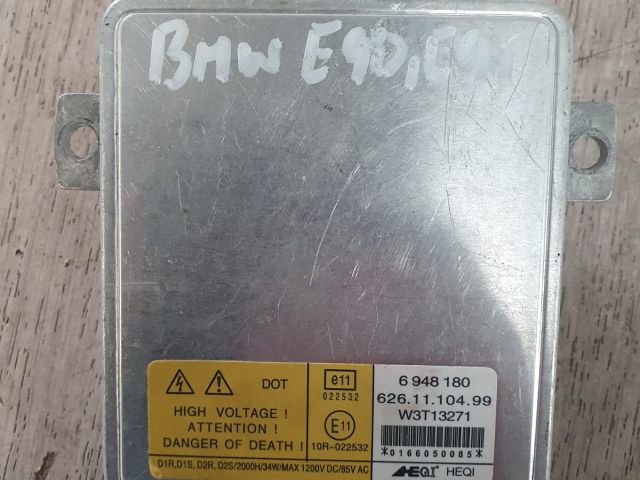 BMW E90, E91
DOT
HIGH VOLTAGE !
ATTENTION !
DANGER OF DEATH !
D1R,D1S, D2R, D2S/2000H/34W/MAX 1200V DC/85V AC
e11
022532
E11
10R-022532
6 948 180
626.11.104.99
W3T13271
*0166050085*
HEQI HEQI